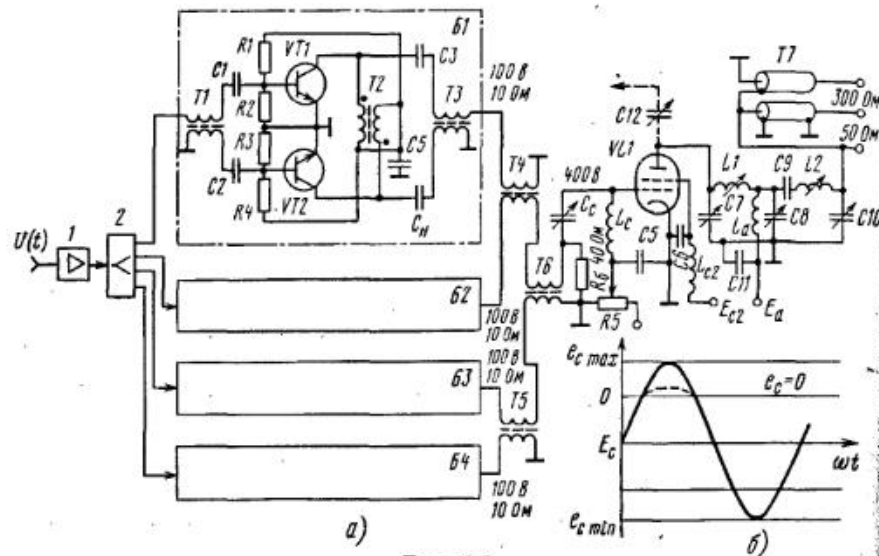 Б1
R1
VT1
C3
C1
T1
R2
T2
T3
R3
C5
C2
R4
VT2
Cн
100 В
10 Ом
U(t)
1
2
Б2
Б3
Б4
T4
T6
T5
100 В
10 Ом
100 В
10 Ом
100 В
10 Ом
400 В
40 Ом
Cc
Lc
R6
R5
C5
C6
Lc2
Ec2
Ea
VL1
C12
T7
300 Ом
50 Ом
L1
C9
L2
C7
C8
C10
La
C11
ec max
0
ec=0
Ec
ωt
ec min
а)
б)